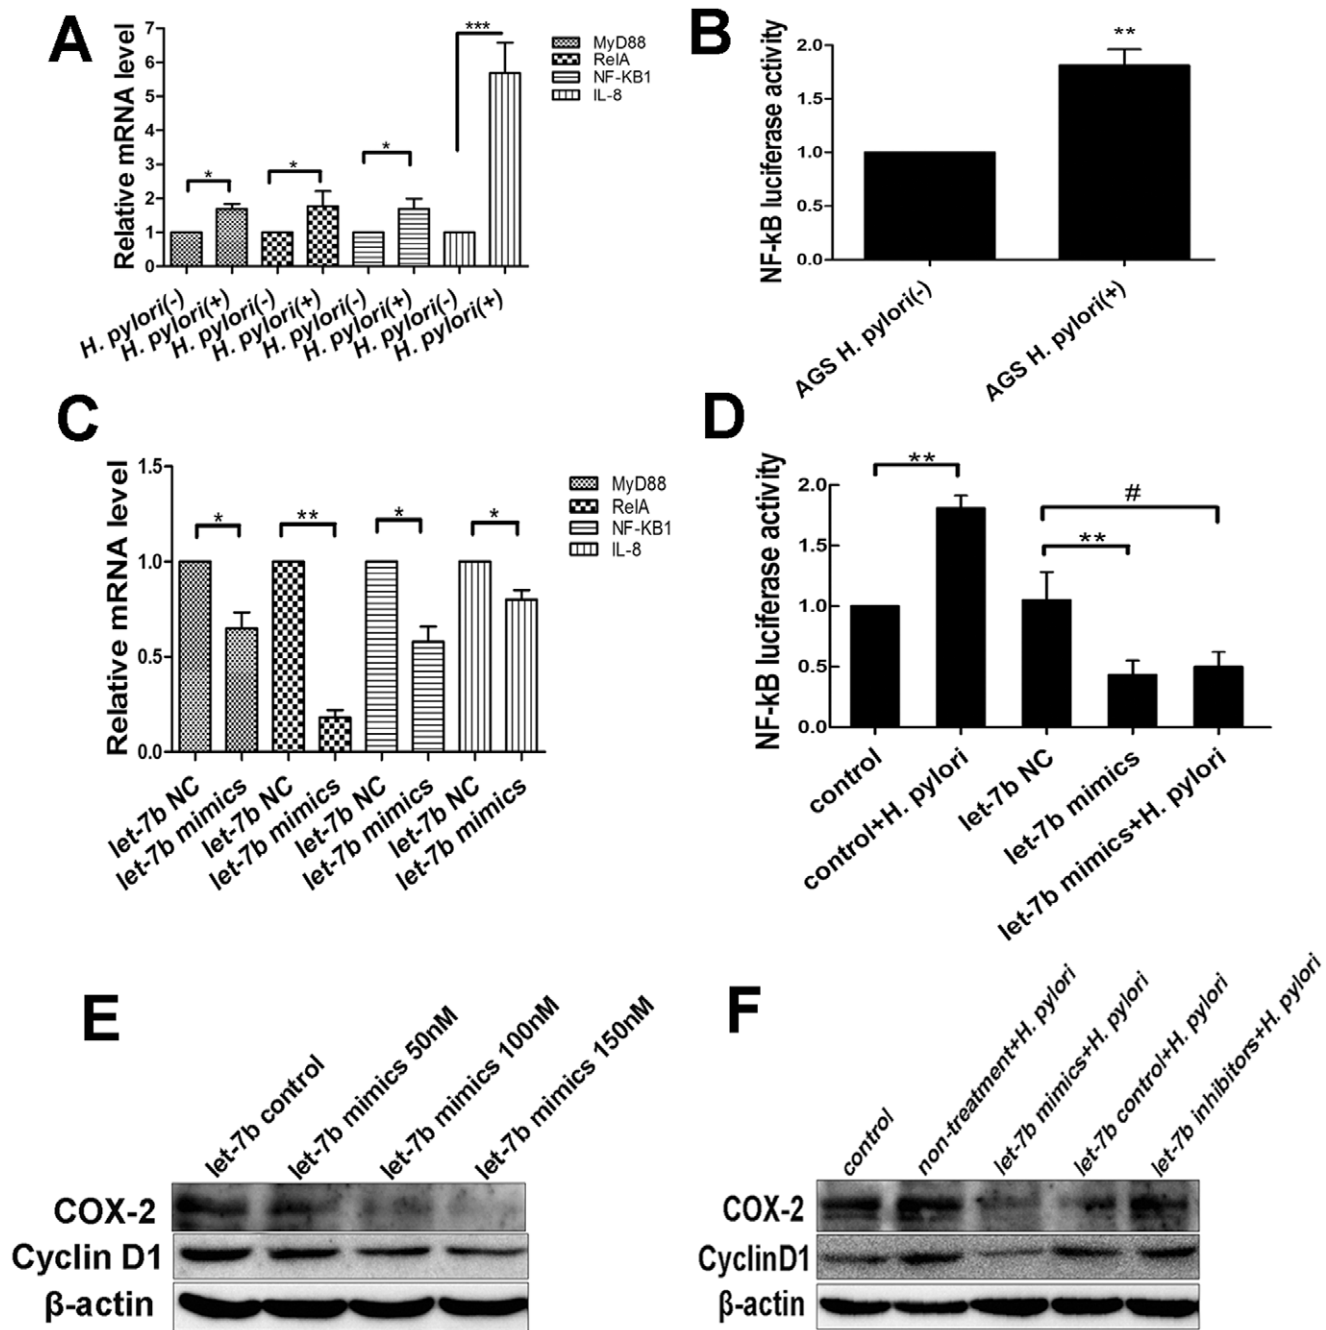 A
Relative mRNA level
7
6
5
4
3
2
1
0
*
*
*
***
MyD88
RelA
NF-KB1
IL-8
H. pylori(-)
H. pylori(+)
H. pylori(-)
H. pylori(+)
H. pylori(-)
H. pylori(+)
H. pylori(-)
H. pylori(+)
B
NF-kB luciferase activity
2.0
1.5
1.0
0.5
0.0
**
AGS H. pylori(-)
AGS H. pylori(+)
C
Relative mRNA level
1.5
1.0
0.5
0.0
*
**
*
*
MyD88
RelA
NF-KB1
IL-8
let-7b NC
let-7b mimics
let-7b NC
let-7b mimics
let-7b NC
let-7b mimics
let-7b NC
let-7b mimics
D
NF-kB luciferase activity
2.0
1.5
1.0
0.5
0.0
**
#
**
control
control+H. pylori
let-7b NC
let-7b mimics
let-7b mimics+H. pylori
E
let-7b control
let-7b mimics 50nM
let-7b mimics 100nM
let-7b mimics 150nM
COX-2
Cyclin D1
β-actin
F
control
non-treatment+H. pylori
let-7b mimics+H. pylori
let-7b control+H. pylori
let-7b inhibitors+H. pylori
COX-2
CyclinD1
β-actin